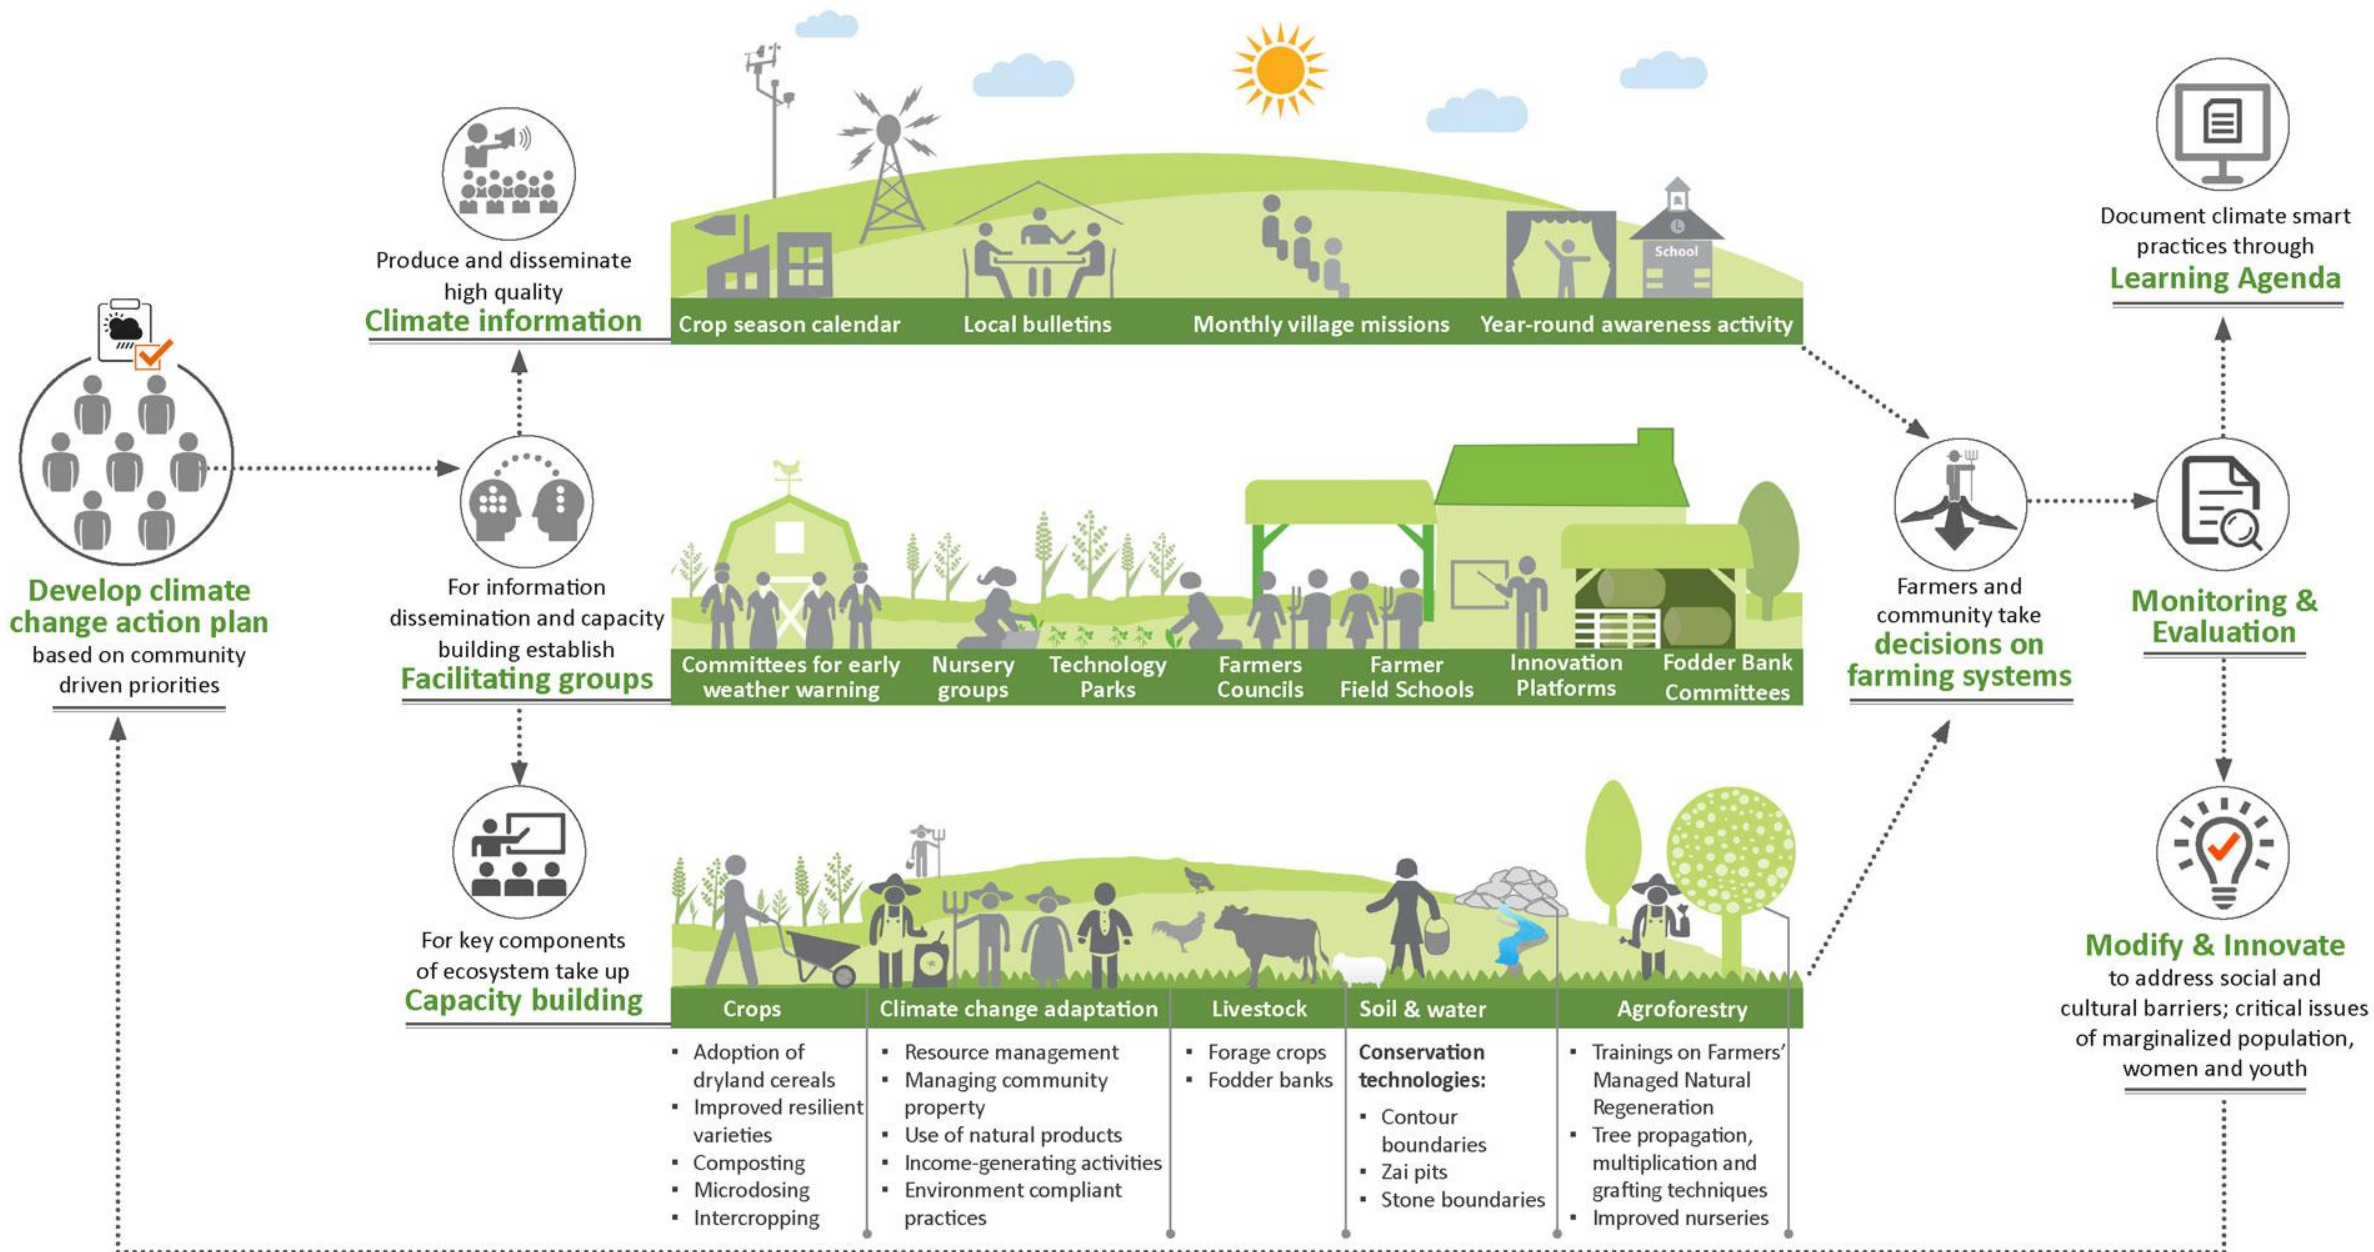 Develop climate
change action plan
based on community
driven priorities
Produce and disseminate
high quality
Climate information
School
Crop season calendar
Local bulletins
Monthly village missions
Year-round awareness activity
For information
dissemination and capacity
building establish
Facilitating groups
Committees for early
weather warning
Nursery
groups
Technology
Parks
Farmers
Councils
Farmer
Field Schools
Innovation
Platforms
Fodder Bank
Committees
For key components
of ecosystem take up
Capacity building
Crops
▪ Adoption of
dryland cereals
▪ Improved resilient
varieties
▪ Composting
▪ Microdosing
▪ Intercropping
Climate change adaptation
▪ Resource management
▪ Managing community
property
▪ Use of natural products
▪ Income-generating activities
▪ Environment compliant
practices
Livestock
▪ Forage crops
▪ Fodder banks
Soil & water
Conservation
technologies:
▪ Contour
boundaries
▪ Zai pits
▪ Stone boundaries
Agroforestry
▪ Trainings on Farmers’
Managed Natural
Regeneration
▪ Tree propagation,
multiplication and
grafting techniques
▪ Improved nurseries
Farmers and
community take
decisions on
farming systems
Document climate smart
practices through
Learning Agenda
Monitoring &
Evaluation
Modify & Innovate
to address social and
cultural barriers; critical issues
of marginalized population,
women and youth